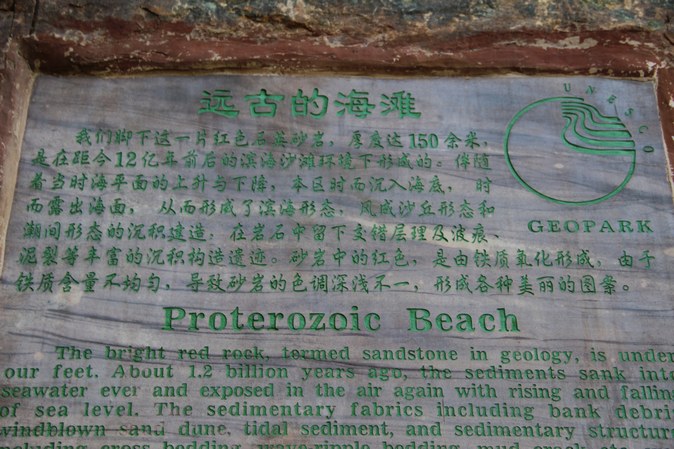 远古的海滩
UNESCO
GEOPARK
我们脚下这一片红色石英砂岩，厚度达150余米，
是在距今12亿年前后的滨海沙滩环境下形成的。伴随
着当时海平面的上升与下降，本区时而沉入海底，时
而露出海面，从而形成了滨海形态、风成沙丘形态和
潮间形态的沉积建造，在岩石中留下交错层理及波痕、
泥裂等丰富的沉积构造遗迹。砂岩中的红色，是由铁质氧化形成，由于
铁质含量不均匀，导致砂岩的色调深浅不一，形成各种美丽的图案。
Proterozoic Beach
The bright red rock, termed sandstone in geology, is under
our feet. About 1.2 billion years ago, the sediments sank into
seawater ever and exposed in the air again with rising and falling
of sea level. The sedimentary fabrics including bank debris
windblown sand dune, tidal sediment, and sedimentary structure
including cross bedding, wave-ripple bedding, mud crack etc